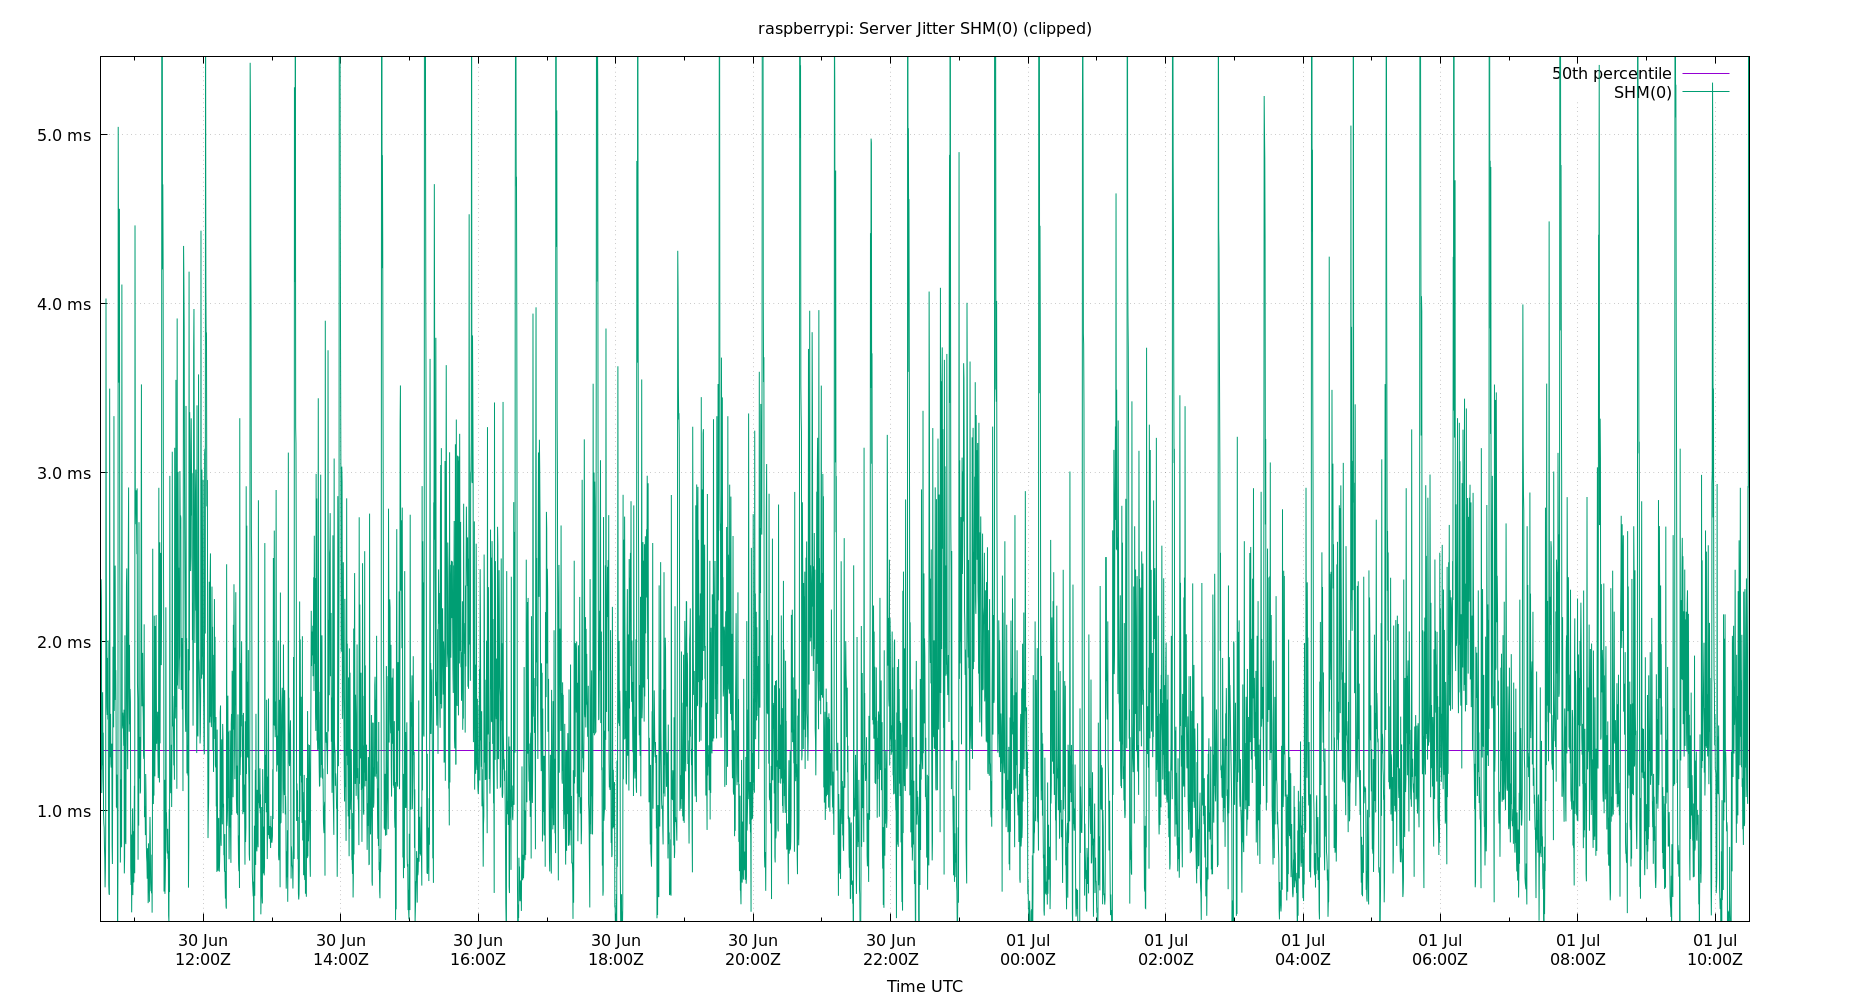 raspberrypi: Server Jitter SHM(0) (clipped)
50th percentile
SHM(0)
5.0 ms
4.0 ms
3.0 ms
2.0 ms
1.0 ms
30 Jun 30 Jun 30 Jun 30 Jun 30 Jun 30 Jun 01 Jul 01 Jul 01 Jul 01 Jul 01 Jul 01 Jul
12:00Z 14:00Z 16:00Z 18:00Z 20:00Z 22:00Z 00:00Z 02:00Z 04:00Z 06:00Z 08:00Z 10:00Z
Time UTC